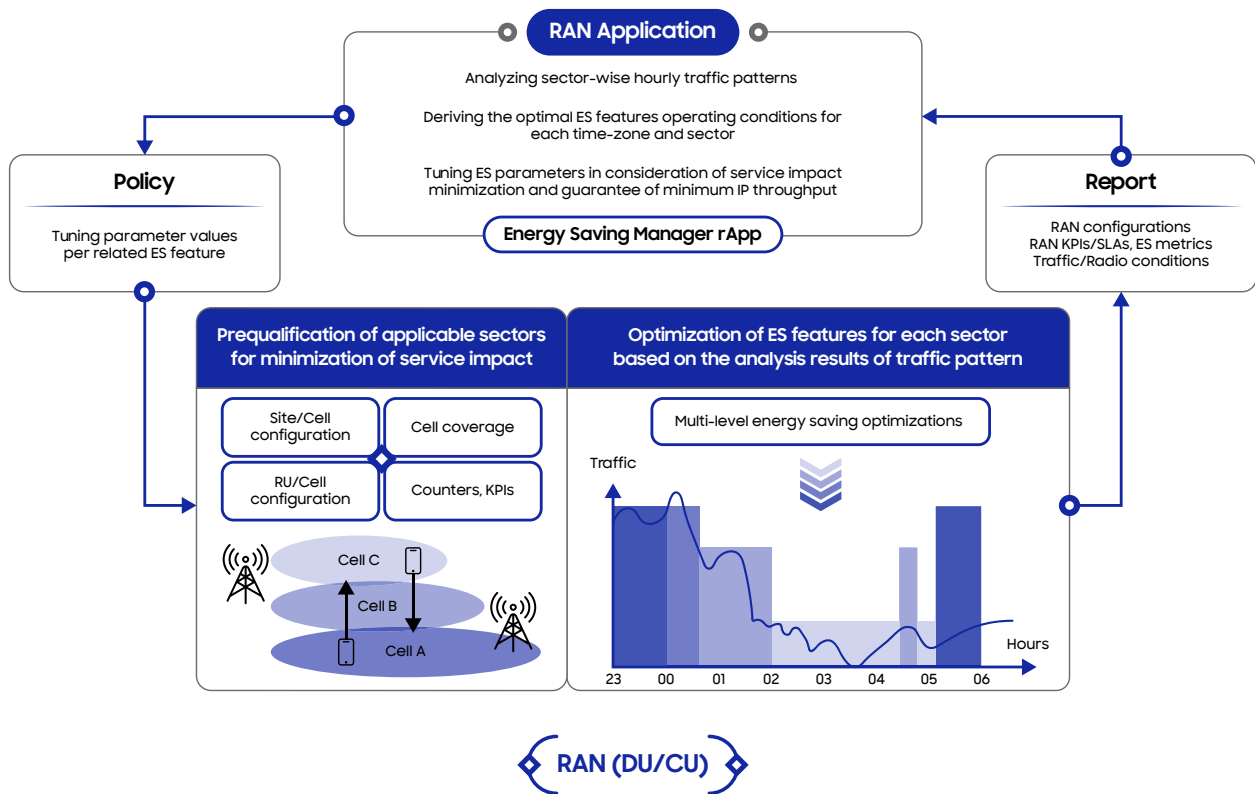 RAN Application
Analyzing sector-wise hourly traffic patterns
Deriving the optimal ES features operating conditions for
each time-zone and sector
Tuning ES parameters in consideration of service impact
minimization and guarantee of minimum IP throughput
Energy Saving Manager rApp
Policy
Tuning parameter values
per related ES feature
Report
RAN configurations
RAN KPIs/SLAs, ES metrics
Traffic/Radio conditions
Prequalification of applicable sectors
for minimization of service impact
Site/Cell
configuration
Cell coverage
RU/Cell
configuration
Counters, KPIs
Cell C
Cell B
Cell A
Optimization of ES features for each sector
based on the analysis results of traffic pattern
Multi-level energy saving optimizations
Traffic
Hours
23 00 01 02 03 04 05 06
RAN (DU/CU)